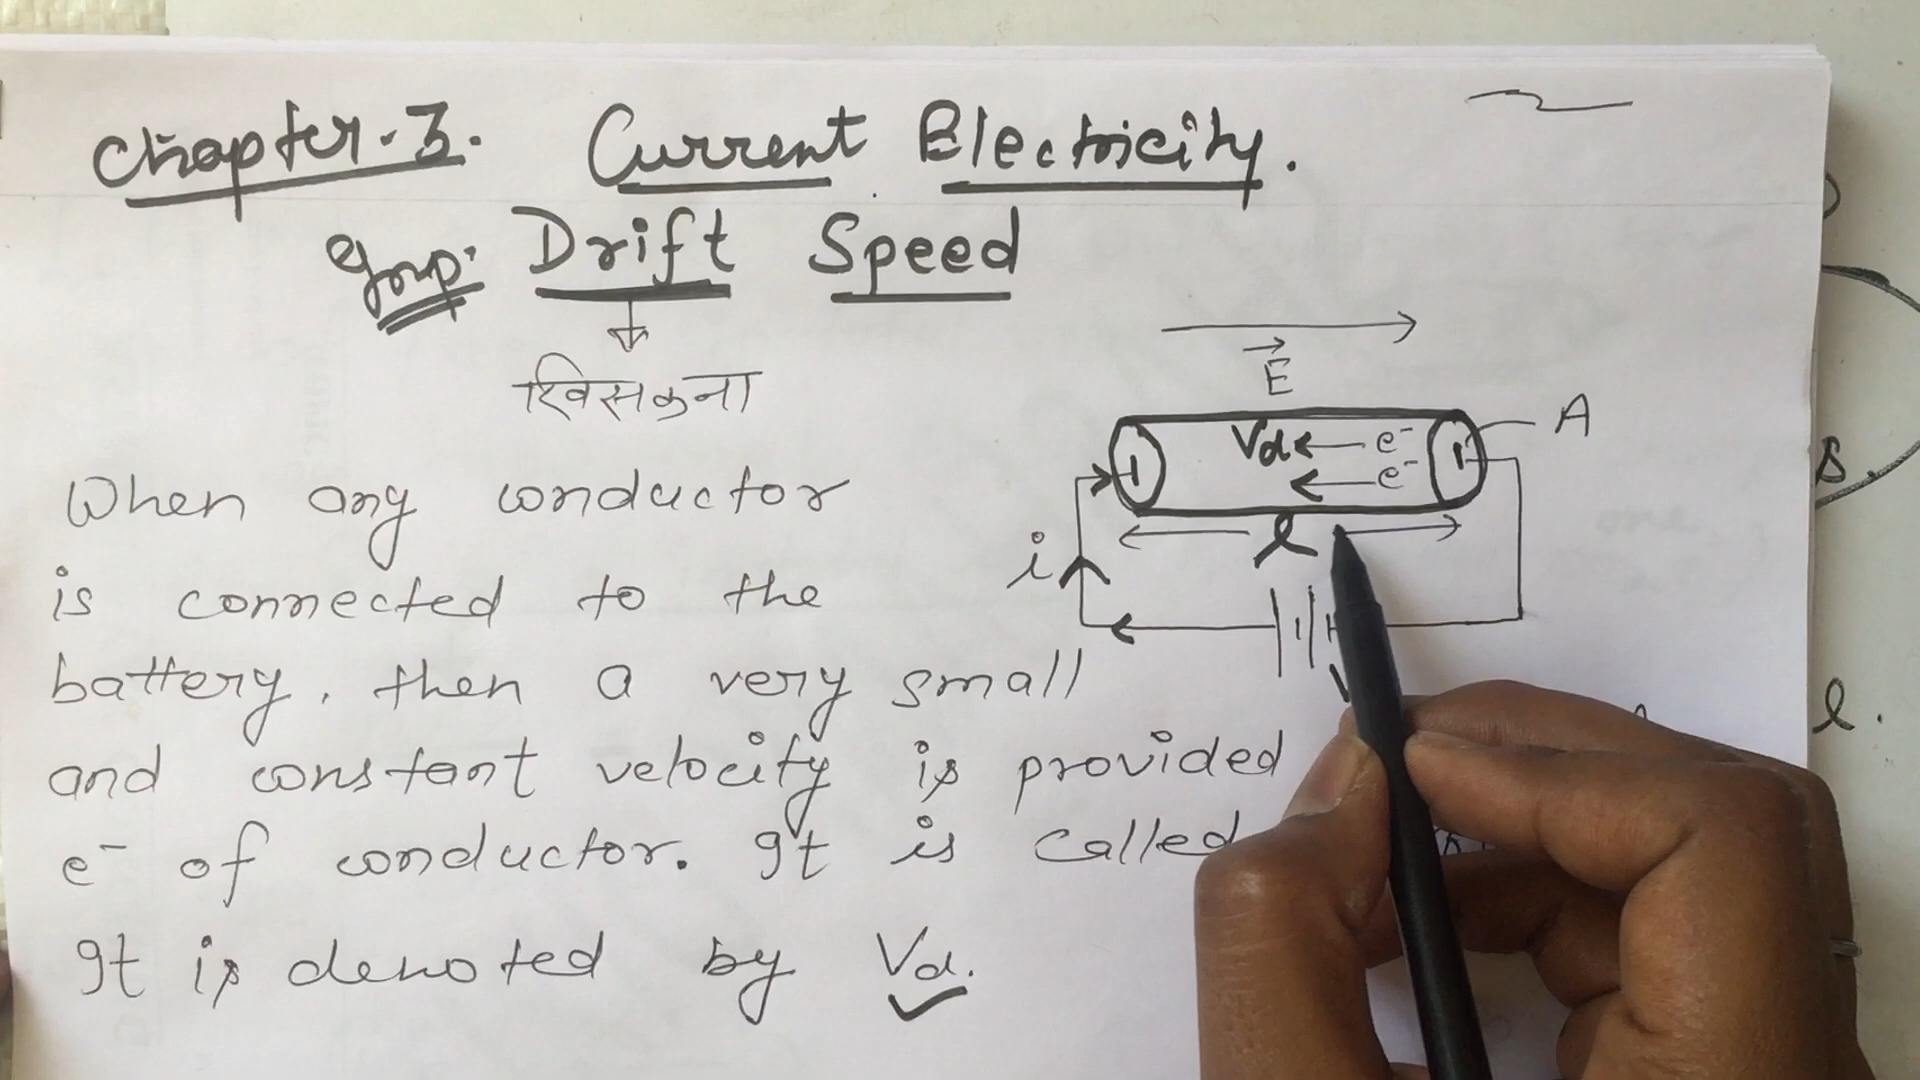 Chapter-3. Current Electricity.
Imp: Drift Speed
खिसकना
E
Vd e-
e-
A
l
i
When any conductor
is connected to the
battery, then a very small
and constant velocity is provided
e- of conductor. It is called
It is denoted by Vd.
l.